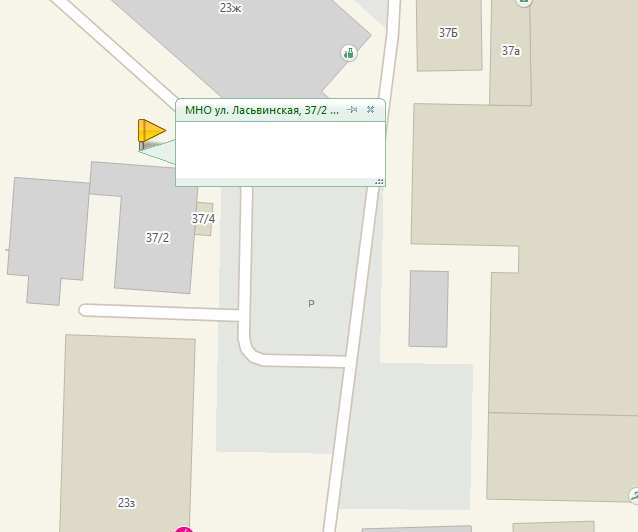 23ж
37Б
37а
МНО ул. Ласьвинская, 37/2 ...
37/4
37/2
P
23з